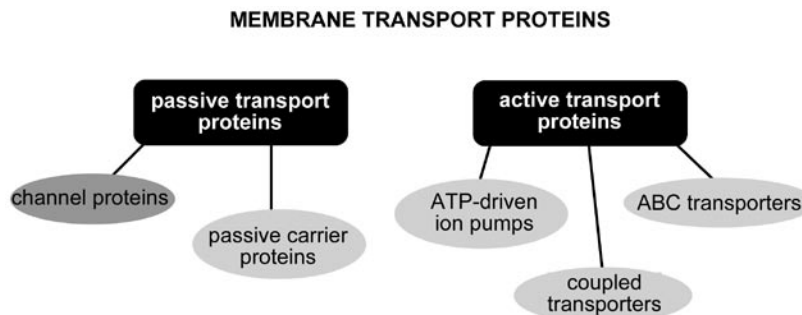 MEMBRANE TRANSPORT PROTEINS
passive transport
proteins
active transport
proteins
channel proteins
passive carrier
proteins
ATP-driven
ion pumps
coupled
transporters
ABC transporters